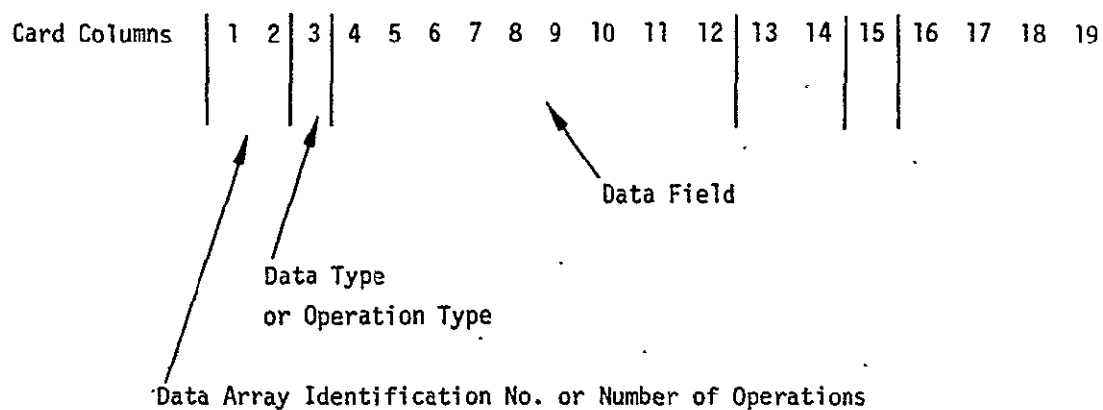 Card Columns 1 2 3 4 5 6 7 8 9 10 11 12 13 14 15 16 17 18 19
Data Field
Data Type
or Operation Type
Data Array Identification No. or Number of Operations